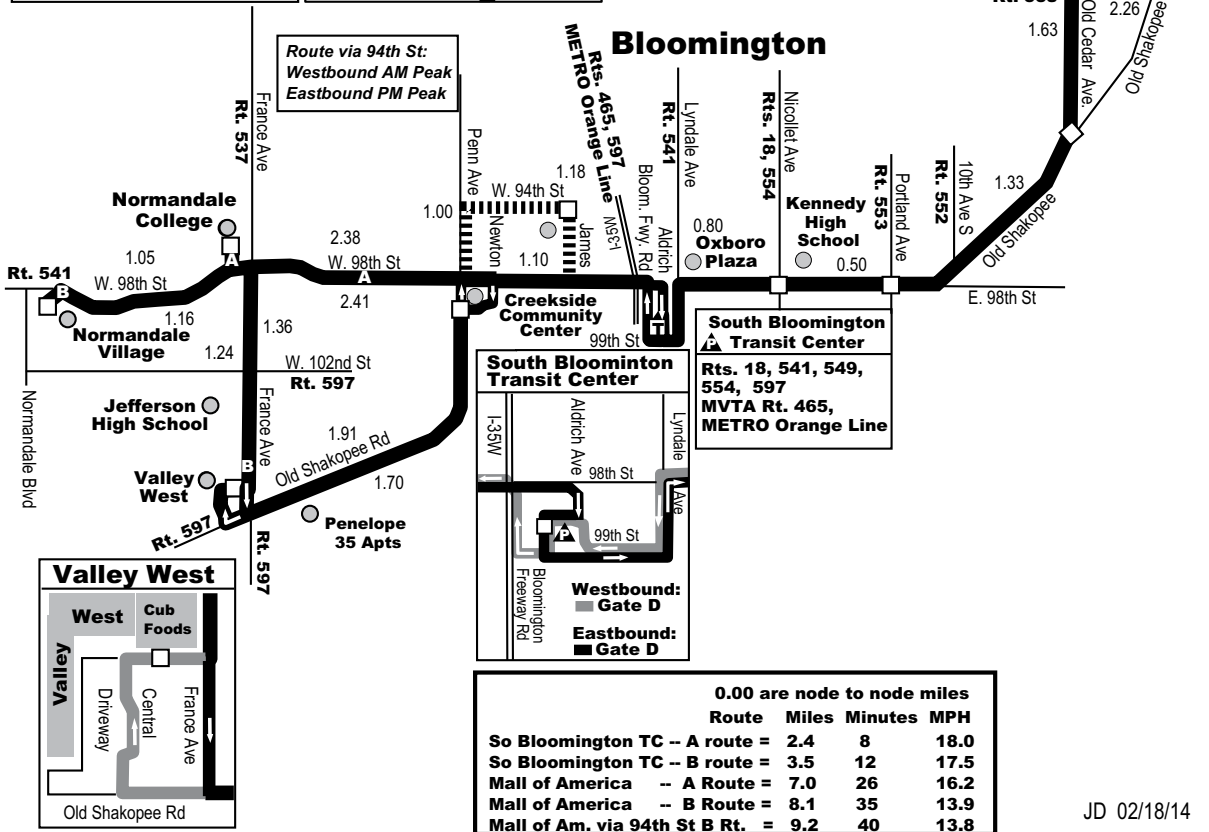 Rt. 538
1.63
Old Cedar Ave.
2.26
Old Shakopee
Route via 94th St:
Westbound AM Peak
Eastbound PM Peak
Bloomington
France Ave
Rt. 537
Rts. 465, 597
METRO Orange Line
Penn Ave
1.18
W. 94th St
1.00
Newton
James
1.10
I-35W
Bloom. Fwy. Rd
Aldrich
Rt. 541
Lyndale Ave
0.80
Oxboro
Plaza
Nicollet Ave
Rts. 18, 554
Kennedy
High
School
0.50
Portland Ave
Rt. 553
10th Ave S
Rt. 552
1.33
Old Shakopee
E. 98th St
Normandale
College
A
2.38
W. 98th St
A
2.41
1.05
Rt. 541
W. 98th St
B
Normandale
Village
1.16
1.36
1.24
Creekside
Community
Center
T
99th St
W. 102nd St
Rt. 597
Normandale Blvd
Jefferson
High School
France Ave
B
1.91
Old Shakopee Rd
1.70
Valley
West
Rt. 597
Rt. 597
Penelope
35 Apts
South Bloomington
P Transit Center
Rts. 18, 541, 549,
554, 597
MVTA Rt. 465,
METRO Orange Line
South Bloominton
Transit Center
I-35W
Aldrich Ave
Lyndale
Ave
98th St
P
99th St
Bloomington
Freeway Rd
Westbound:
Gate D
Eastbound:
Gate D
Valley West
West
Cub
Foods
Valley
Driveway
Central
France Ave
Old Shakopee Rd
0.00 are node to node miles
Route Miles Minutes MPH
So Bloomington TC -- A route = 2.4 8 18.0
So Bloomington TC -- B route = 3.5 12 17.5
Mall of America -- A Route = 7.0 26 16.2
Mall of America -- B Route = 8.1 35 13.9
Mall of Am. via 94th St B Rt. = 9.2 40 13.8
JD 02/18/14